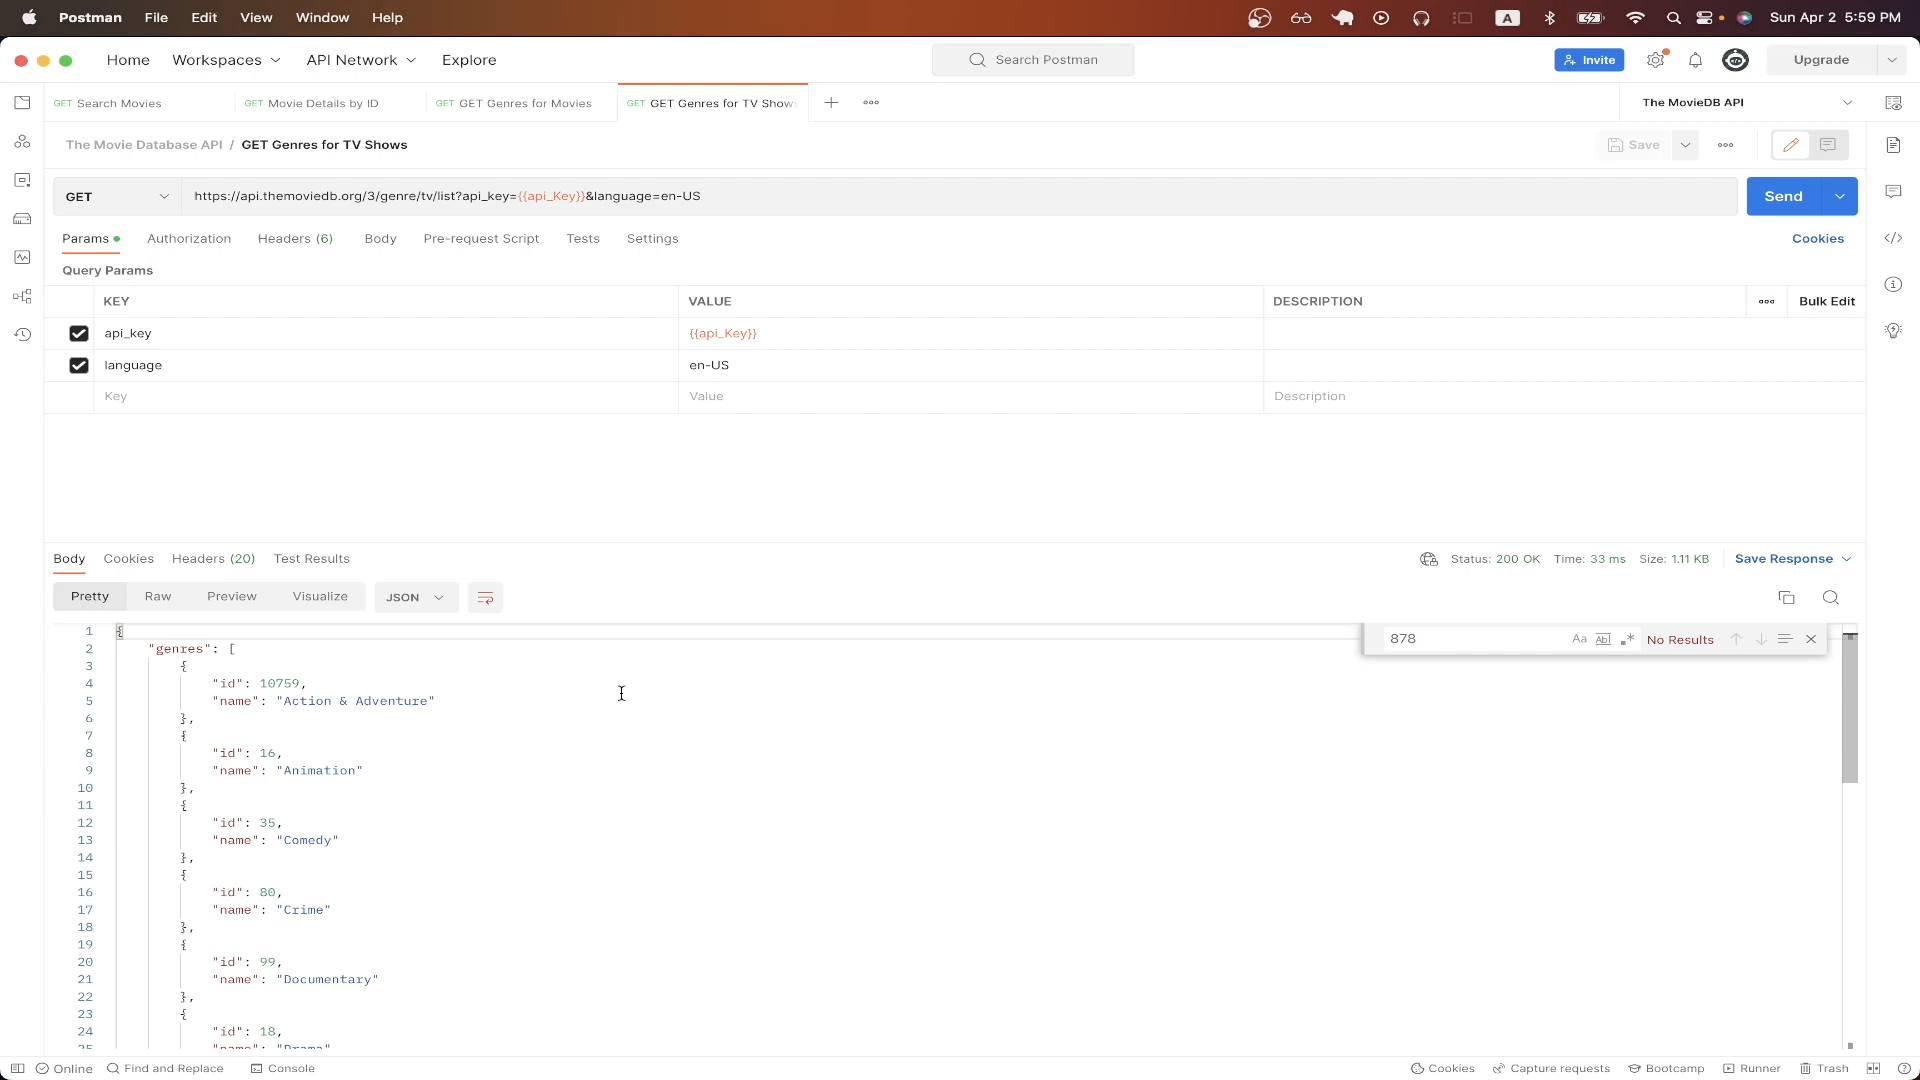 Postman File Edit View Window Help
A
Sun Apr 2 5:59 PM
Home Workspaces API Network Explore
Search Postman
Invite
Upgrade
GET Search Movies
GET Movie Details by ID
GET GET Genres for Movies
GET GET Genres for TV Show
The MovieDB API
The Movie Database API / GET Genres for TV Shows
Save
GET
https://api.themoviedb.org/3/genre/tv/list?api_key={{api_Key}}&language=en-US
Send
Params Authorization Headers (6) Body Pre-request Script Tests Settings
Cookies
Query Params
KEY VALUE DESCRIPTION Bulk Edit
api_key {{api_Key}}
language en-US
Key Value Description
Body Cookies Headers (20) Test Results
Status: 200 OK Time: 33 ms Size: 1.11 KB Save Response
Pretty Raw Preview Visualize JSON
878 Aa Abl .* No Results
1 {
2 "genres": [
3 {
4 "id": 10759,
5 "name": "Action & Adventure"
6 },
7 {
8 "id": 16,
9 "name": "Animation"
10 },
11 {
12 "id": 35,
13 "name": "Comedy"
14 },
15 {
16 "id": 80,
17 "name": "Crime"
18 },
19 {
20 "id": 99,
21 "name": "Documentary"
22 },
23 {
24 "id": 18,
25 "name": "Drama"
Online Find and Replace Console
Cookies Capture requests Bootcamp Runner Trash